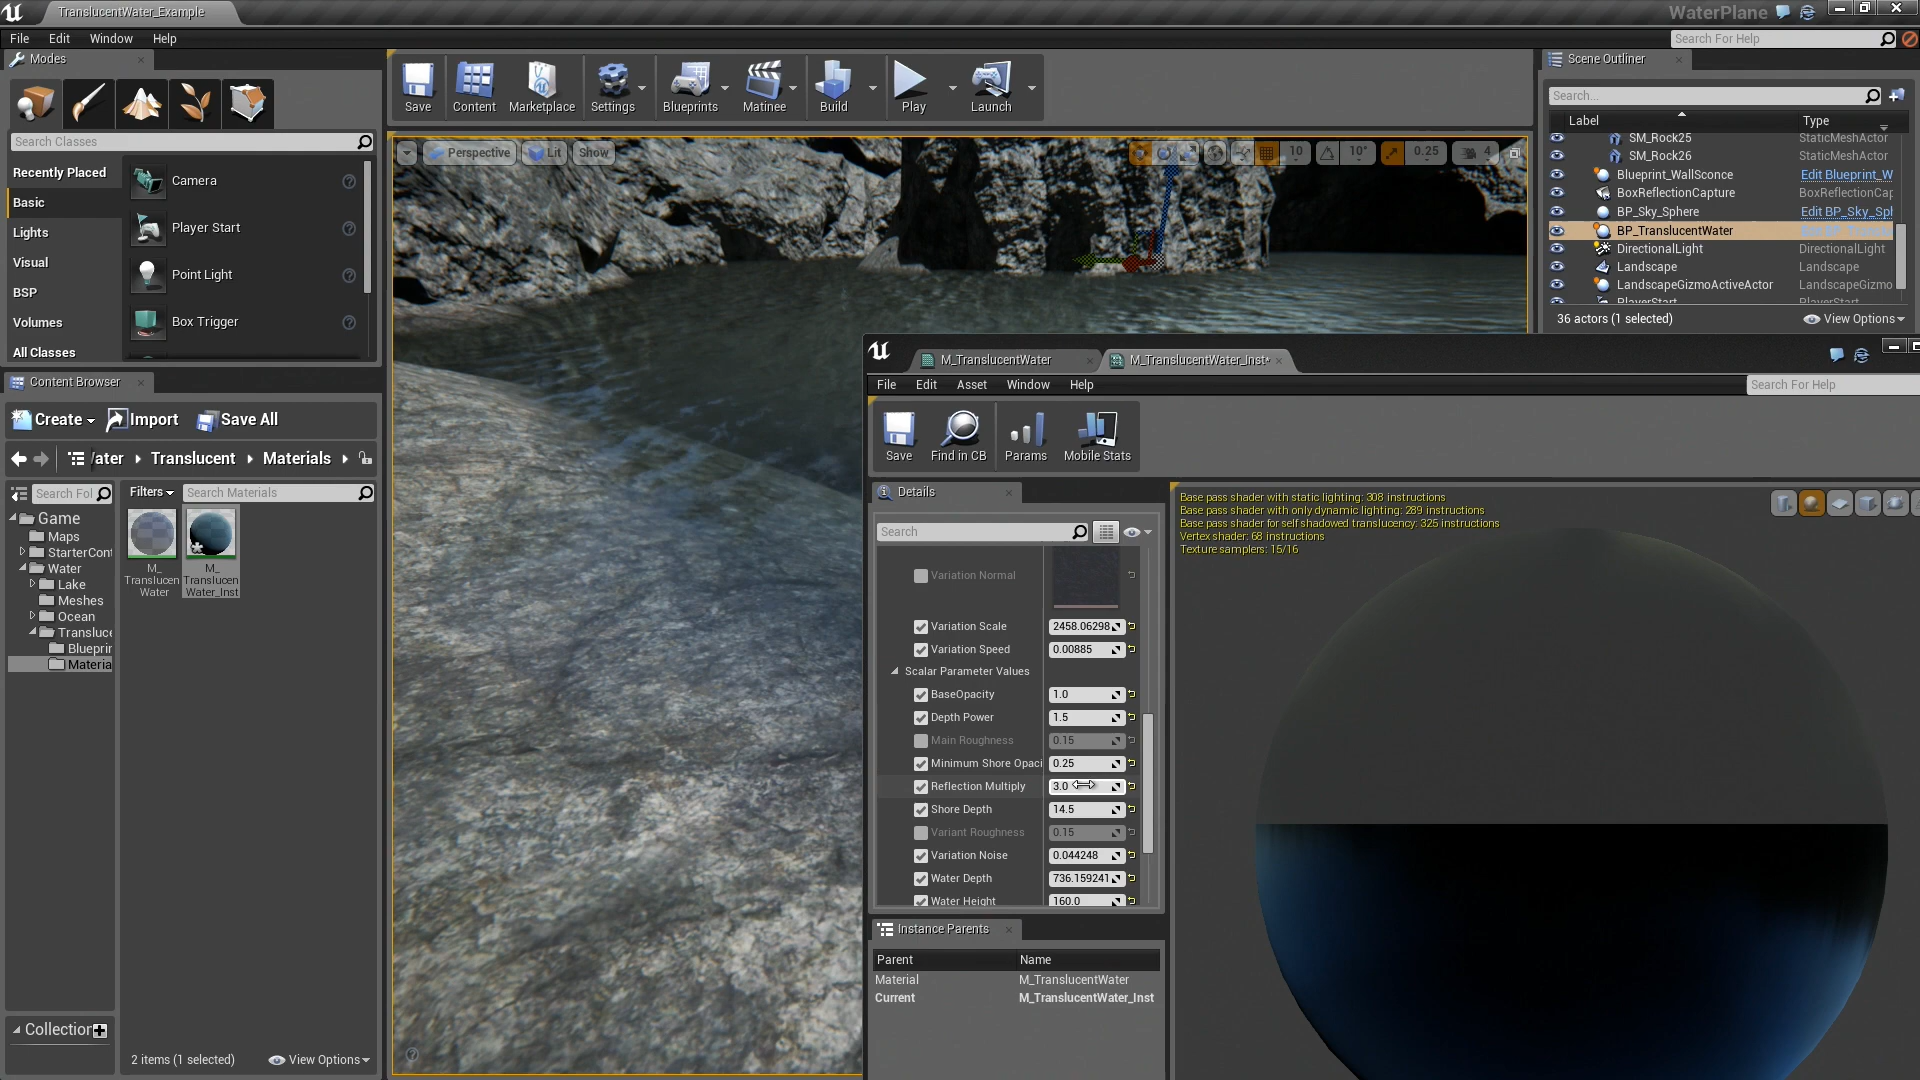 TranslucentWater_Example
WaterPlane
File Edit Window Help
Search For Help
Modes
Search Classes
Recently Placed
Basic
Lights
Visual
BSP
Volumes
All Classes
Camera
Player Start
Point Light
Box Trigger
Save
Content
Marketplace
Settings
Blueprints
Matinee
Build
Play
Launch
Perspective
Lit
Show
10
10°
0.25
4
Scene Outliner
Search...
Label Type
SM_Rock25 StaticMeshActor
SM_Rock26 StaticMeshActor
Blueprint_WallSconce Edit Blueprint_W
BoxReflectionCapture BoxReflectionCap
BP_Sky_Sphere Edit BP_Sky_Spl
BP_TranslucentWater
DirectionalLight DirectionalLight
Landscape Landscape
LandscapeGizmoActiveActor LandscapeGizmo
PlayerStart PlayerStart
36 actors (1 selected) View Options
Content Browser
Create Import Save All
/ater Translucent Materials
Search Fol
Filters Search Materials
Game
Maps
StarterCont
Water
Lake
Meshes
Ocean
Transluce
Blueprir
Materia
Collection
M_
Translucen
Water
M_
Translucen
Water_Inst
2 items (1 selected) View Options
M_TranslucentWater
M_TranslucentWater_Inst*
File Edit Asset Window Help
Search For Help
Save
Find in CB
Params
Mobile Stats
Details
Search
Variation Normal
Variation Scale 2458.06298
Variation Speed 0.00885
Scalar Parameter Values
BaseOpacity 1.0
Depth Power 1.5
Main Roughness 0.15
Minimum Shore Opaci 0.25
Reflection Multiply 3.0
Shore Depth 14.5
Variant Roughness 0.15
Variation Noise 0.044248
Water Depth 736.159241
Water Height 160.0
Instance Parents
Parent Name
Material M_TranslucentWater
Current M_TranslucentWater_Inst
Base pass shader with static lighting: 308 instructions
Base pass shader with only dynamic lighting: 289 instructions
Base pass shader for self shadowed translucency: 325 instructions
Vertex shader: 68 instructions
Texture samplers: 15/16